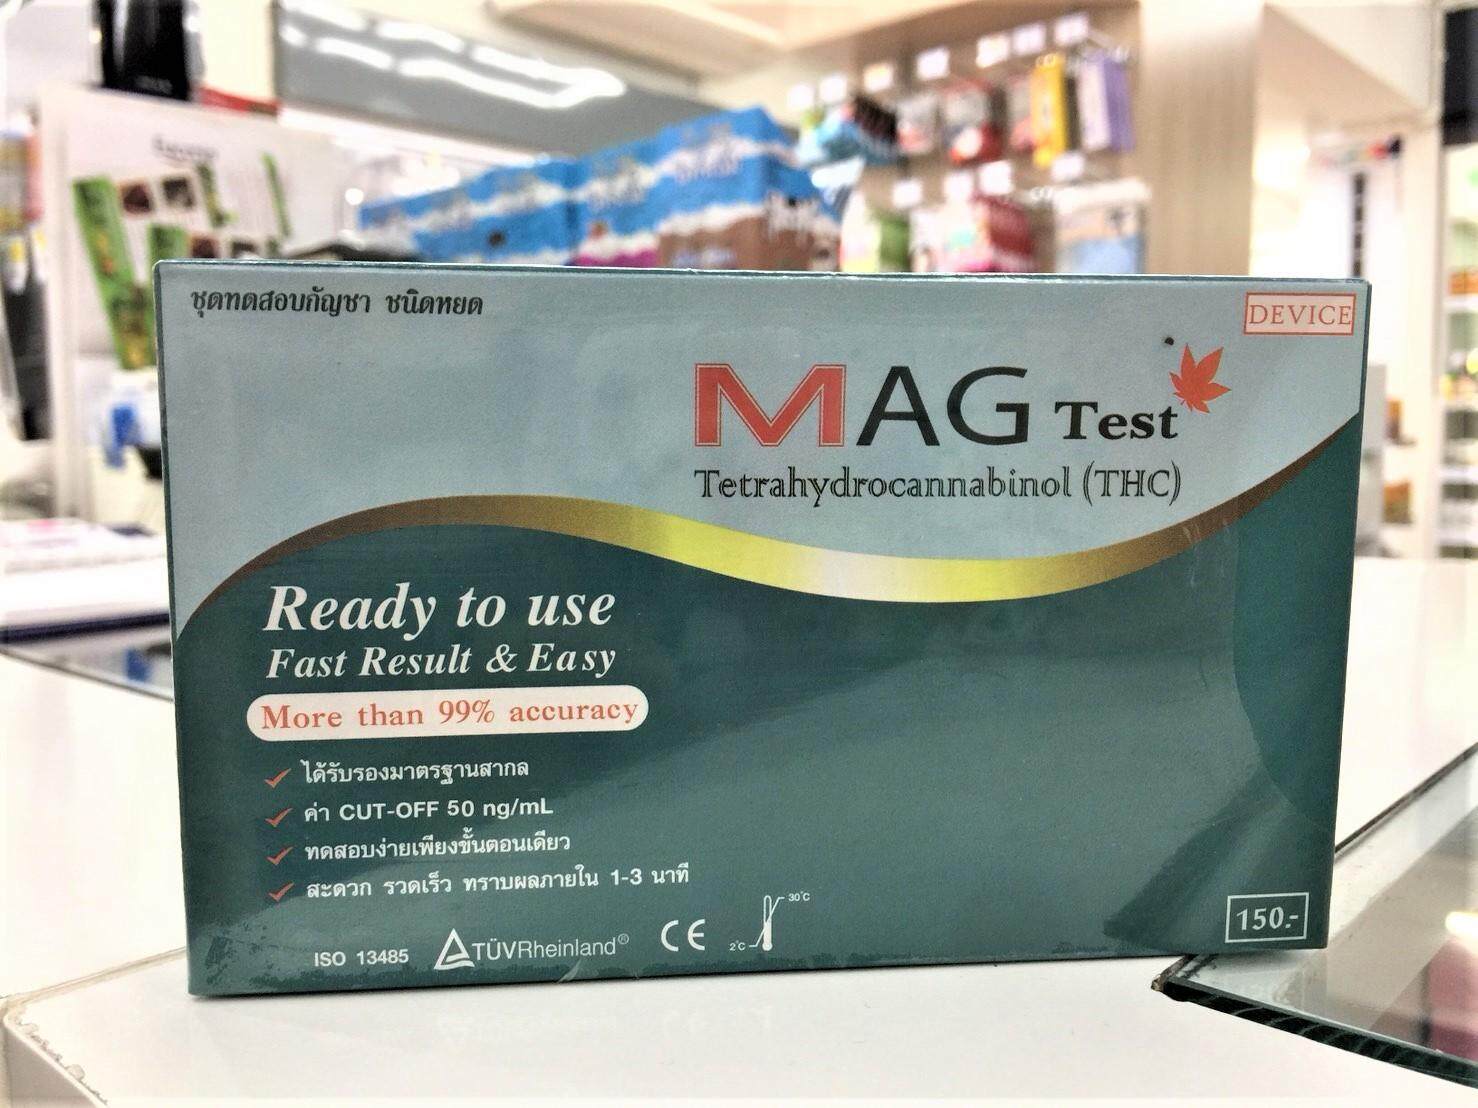 ชุดทดสอบกัญชา ชนิดหยด
DEVICE
MAG Test
Tetrahydrocannabinol (THC)
Ready to use
Fast Result & Easy
More than 99% accuracy
ได้รับรองมาตรฐานสากล
ค่า CUT-OFF 50 ng/mL
ทดสอบง่ายเพียงขั้นตอนเดียว
สะดวก รวดเร็ว ทราบผลภายใน 1-3 นาที
ISO 13485
TÜVRheinland®
CE
2°C
30°C
150.-